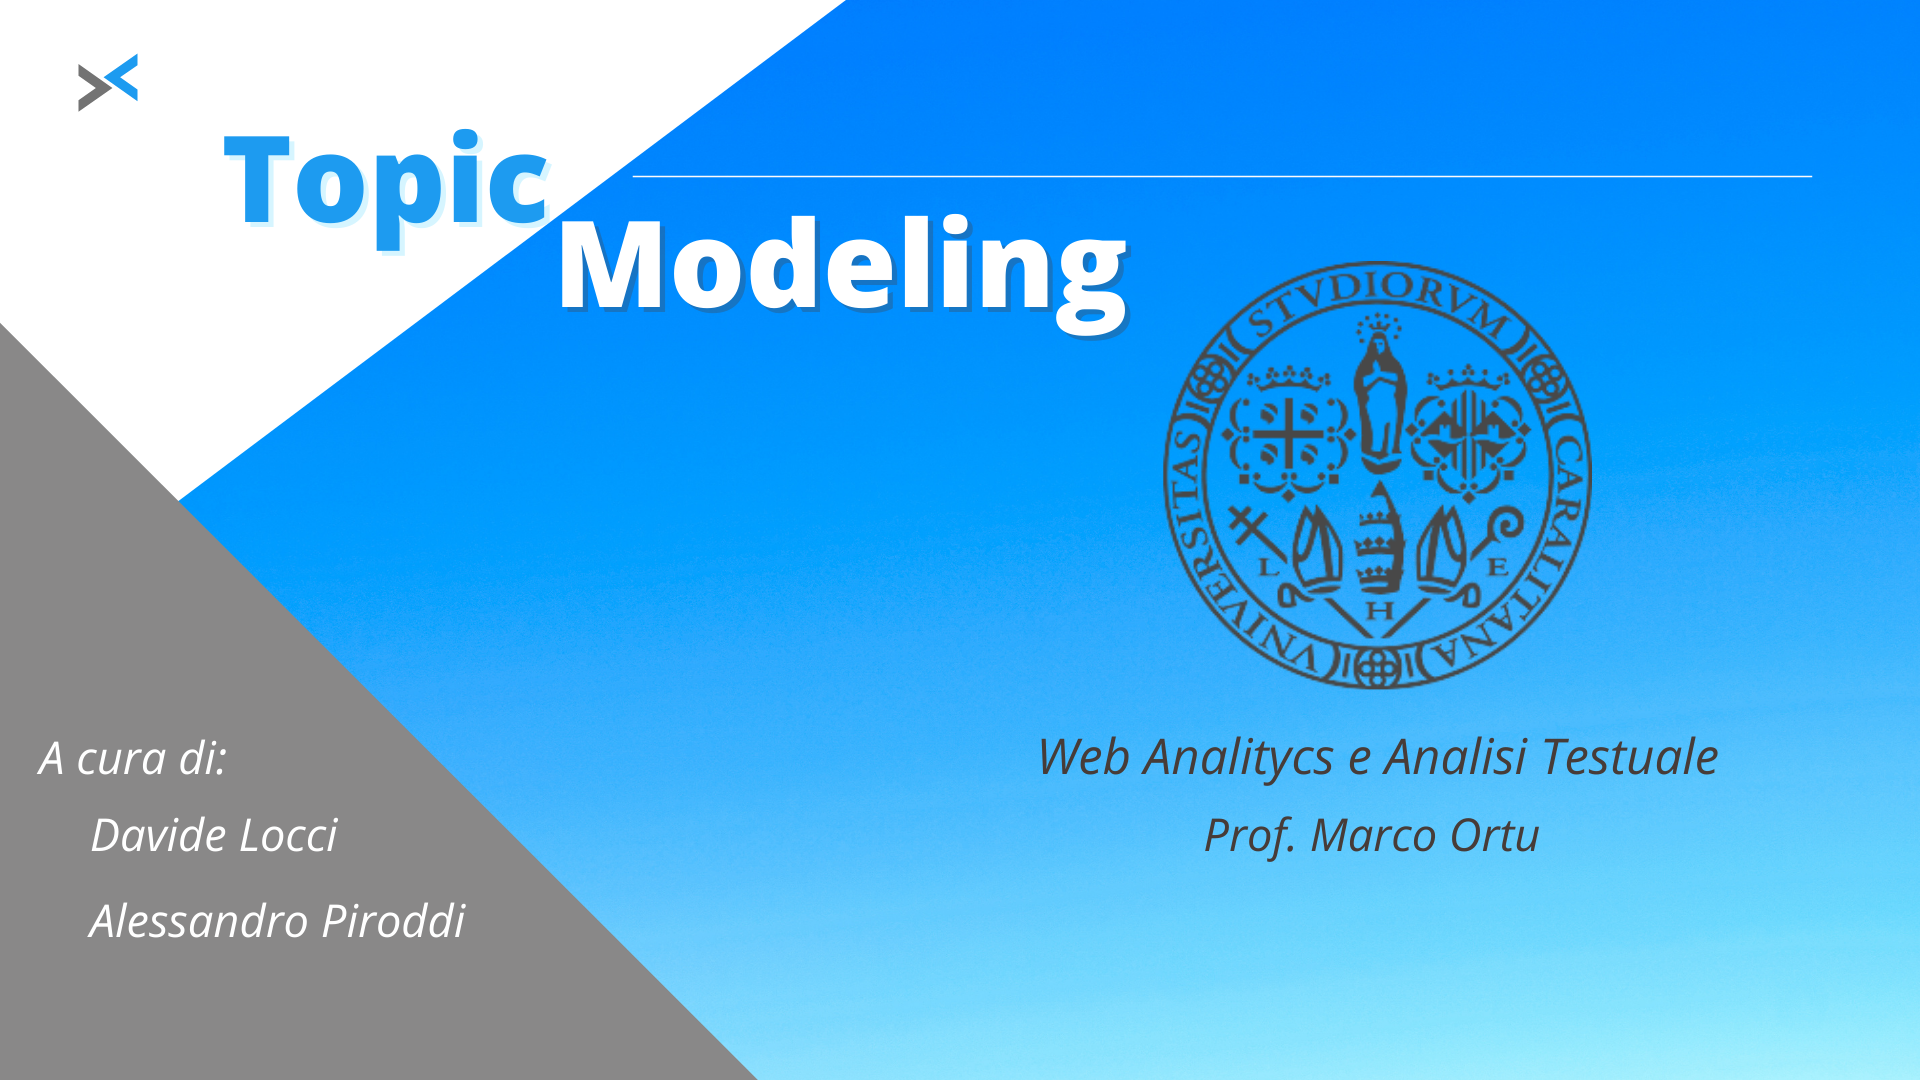 Topic
Modeling
VNIVERSITAS STVDIORVM CARALITANA
L
E
H
A cura di:
Davide Locci
Alessandro Piroddi
Web Analitycs e Analisi Testuale
Prof. Marco Ortu